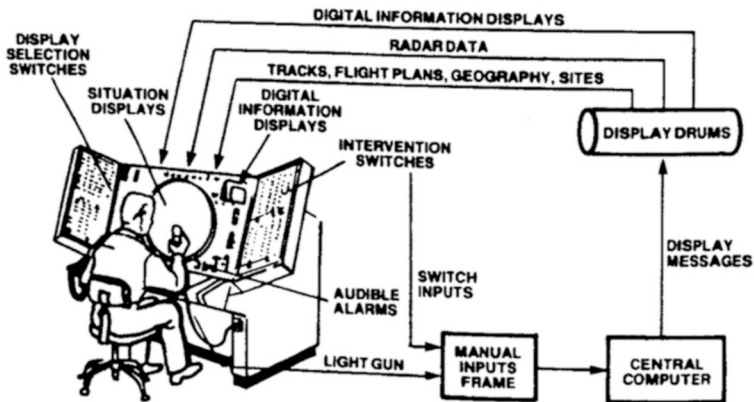 DIGITAL INFORMATION DISPLAYS
RADAR DATA
TRACKS, FLIGHT PLANS, GEOGRAPHY, SITES
DISPLAY
SELECTION
SWITCHES
SITUATION
DISPLAYS
DIGITAL
INFORMATION
DISPLAYS
INTERVENTION
SWITCHES
DISPLAY DRUMS
DISPLAY
MESSAGES
SWITCH
INPUTS
AUDIBLE
ALARMS
LIGHT GUN
MANUAL
INPUTS
FRAME
CENTRAL
COMPUTER